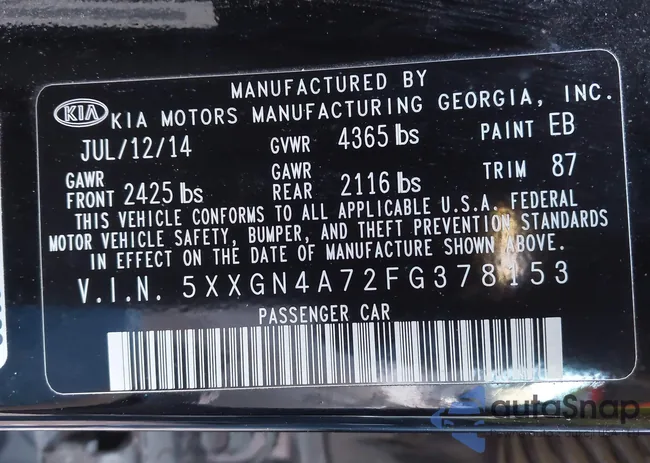 MANUFACTURED BY
KIA KIA MOTORS MANUFACTURING GEORGIA, INC.
JUL/12/14 GVWR 4365 lbs PAINT EB
GAWR FRONT 2425 lbs GAWR REAR 2116 lbs TRIM 87
THIS VEHICLE CONFORMS TO ALL APPLICABLE U.S.A. FEDERAL
MOTOR VEHICLE SAFETY, BUMPER, AND THEFT PREVENTION STANDARDS
IN EFFECT ON THE DATE OF MANUFACTURE SHOWN ABOVE.
V.I.N. 5XXGN4A72FG378153
PASSENGER CAR
autoSnap